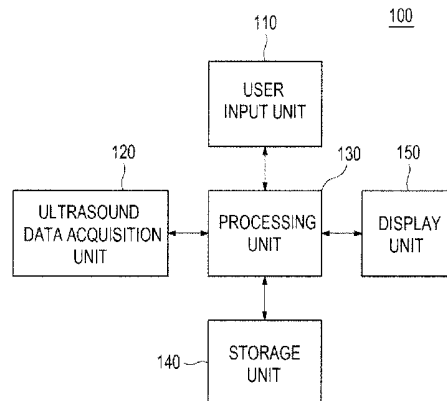 100
110
USER
INPUT UNIT
120
130
150
ULTRASOUND
DATA ACQUISITION
UNIT
PROCESSING
UNIT
DISPLAY
UNIT
140
STORAGE
UNIT